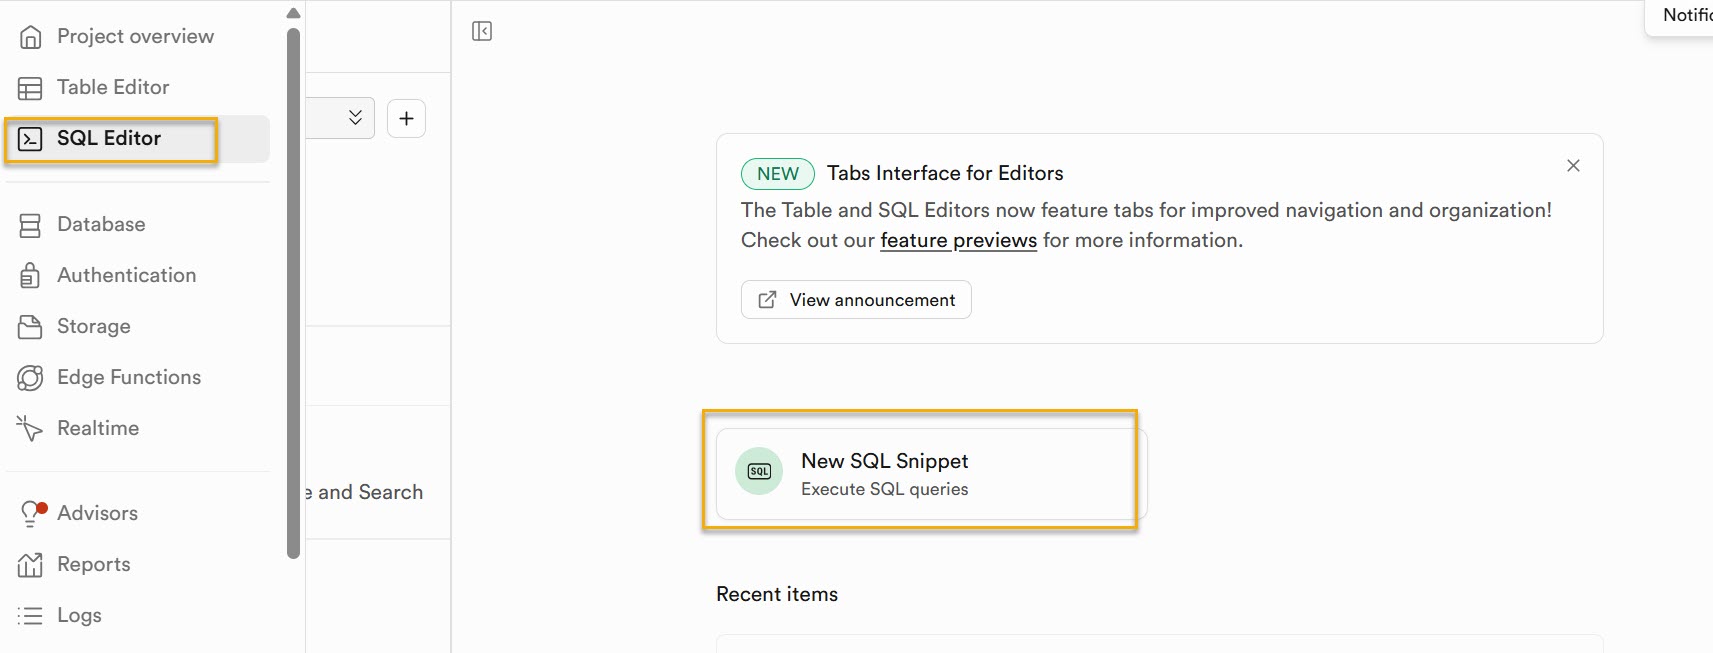 Project overview
Table Editor
SQL Editor
Database
Authentication
Storage
Edge Functions
Realtime
Advisors
Reports
Logs
and Search
NEW Tabs Interface for Editors
The Table and SQL Editors now feature tabs for improved navigation and organization!
Check out our feature previews for more information.
View announcement
SQL
New SQL Snippet
Execute SQL queries
Recent items